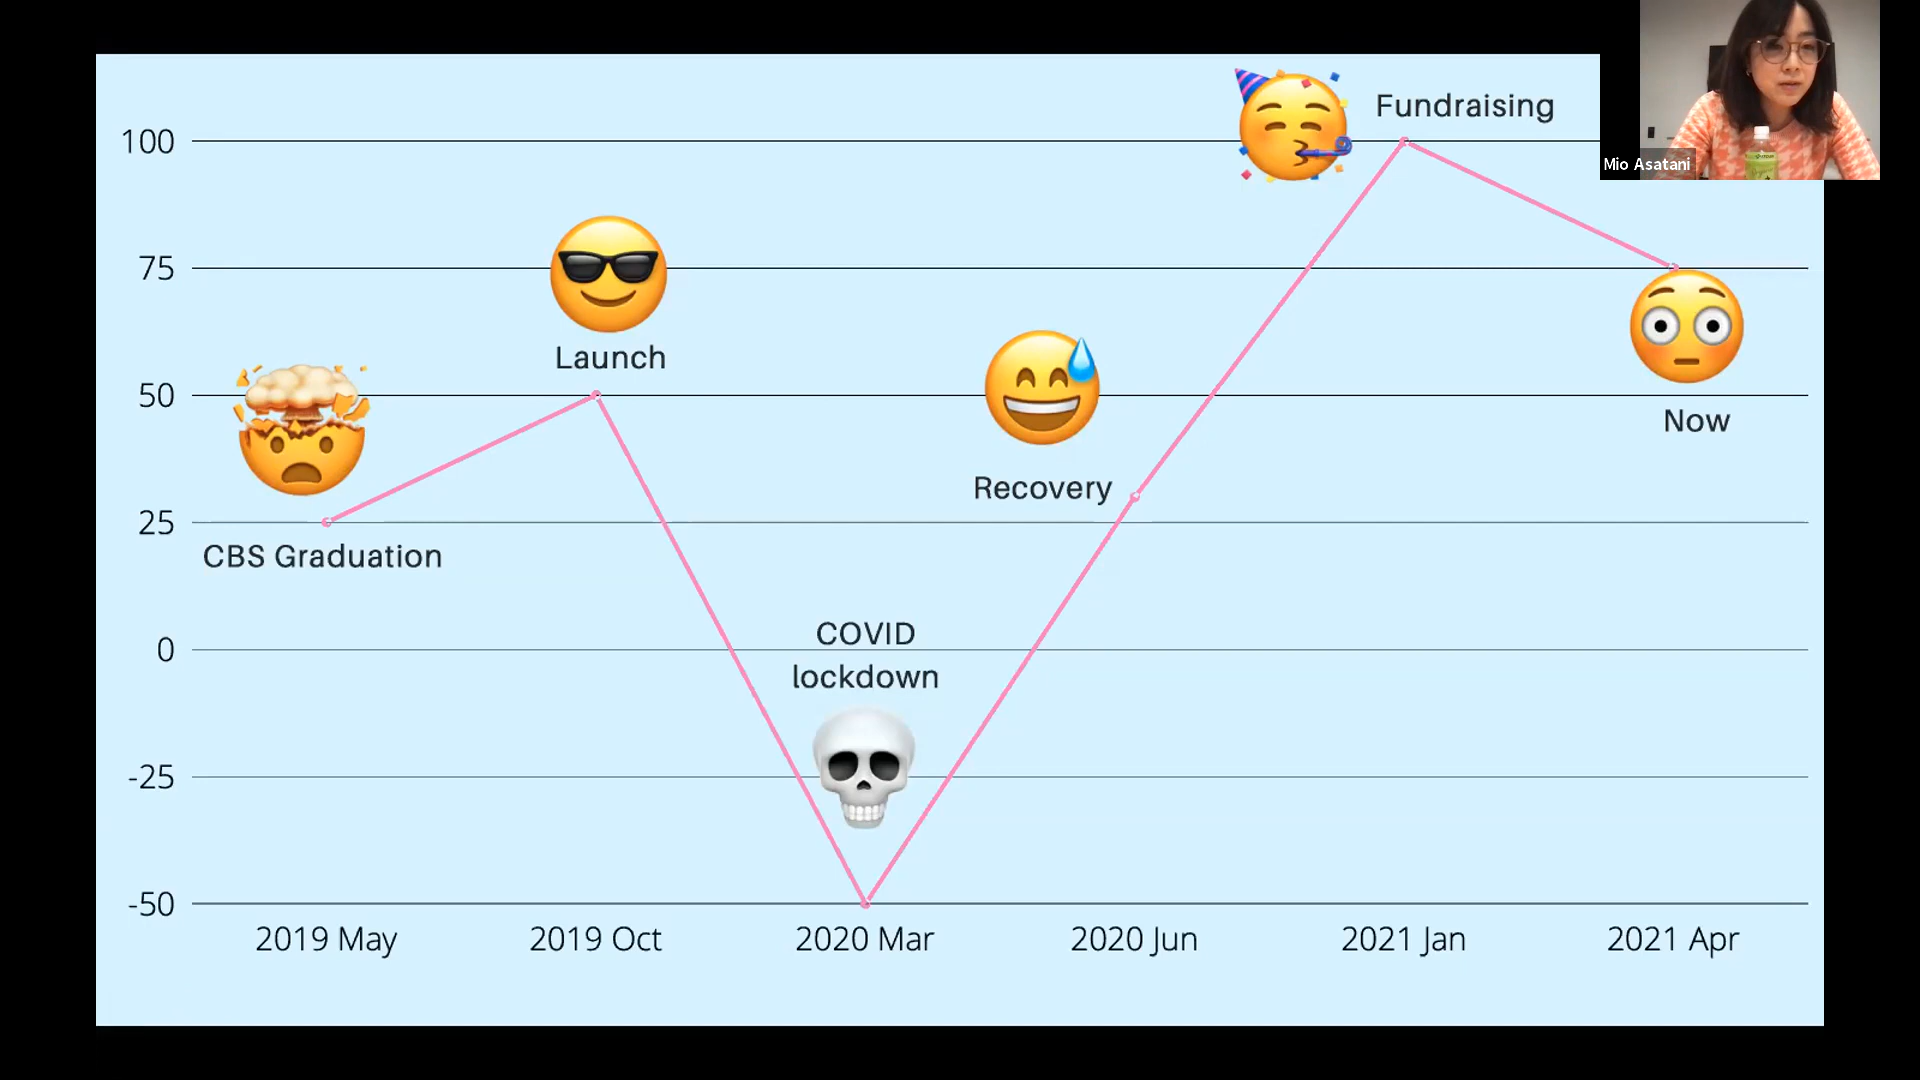 Fundraising
Mio Asatani
100
75
Launch
50
Now
Recovery
25
CBS Graduation
COVID
lockdown
0
-25
-50
2019 May
2019 Oct
2020 Mar
2020 Jun
2021 Jan
2021 Apr